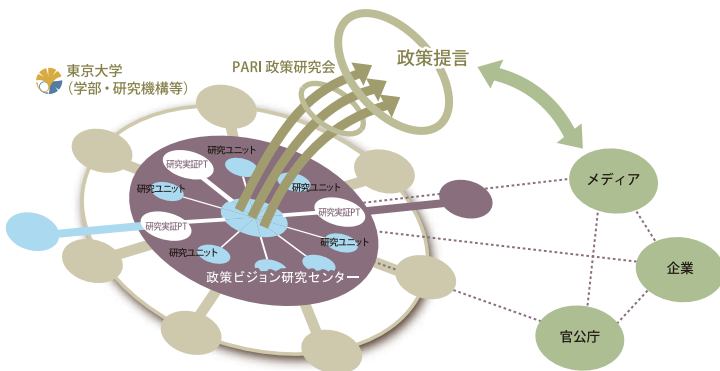 東京大学
（学部・研究機構等）
PARI 政策研究会
政策提言
研究ユニット
研究実証PT
研究ユニット
研究ユニット
研究実証PT
研究実証PT
研究ユニット
研究ユニット
政策ビジョン研究センター
メディア
企業
官公庁